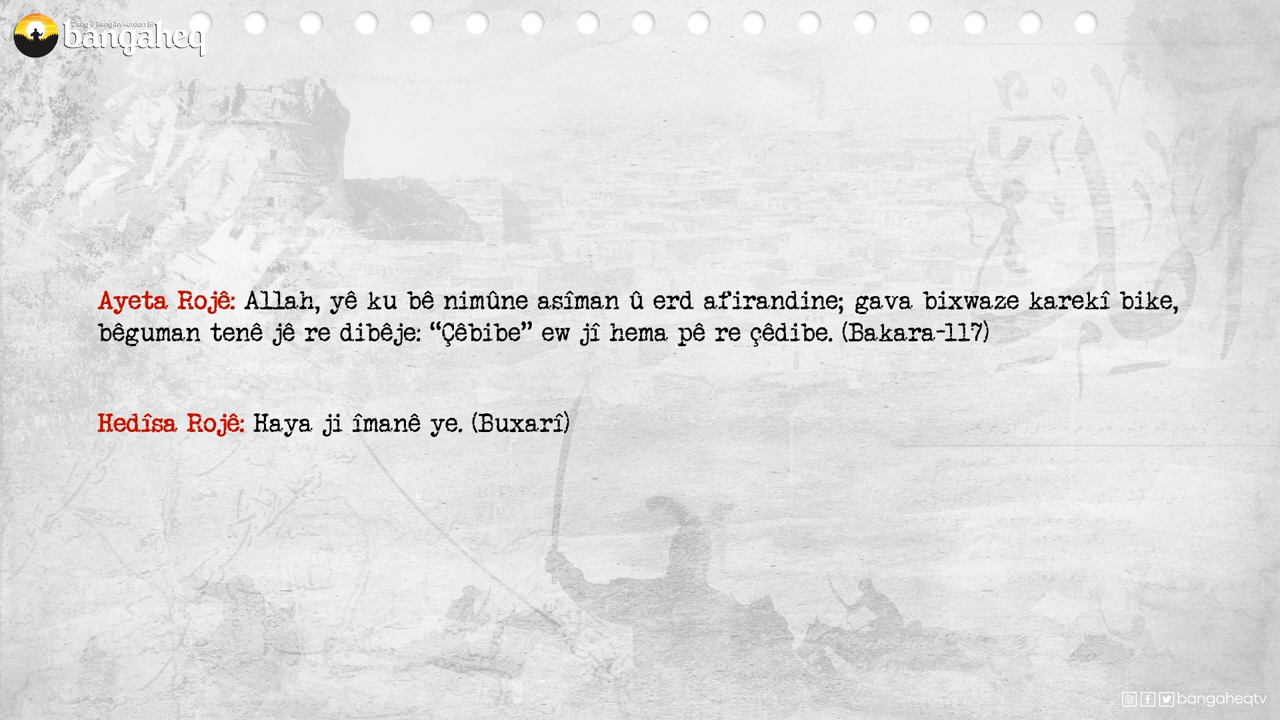 bangaheq
Ayeta Rojê: Allah, yê ku bê nimûne asîman û erd afirandine; gava bixwaze karekî bike,
bêguman tenê jê re dibêje: “Çêbibe” ew jî hema pê re çêdibe. (Bakara-117)
Hedîsa Rojê: Haya ji îmanê ye. (Buxarî)
bangaheqtv